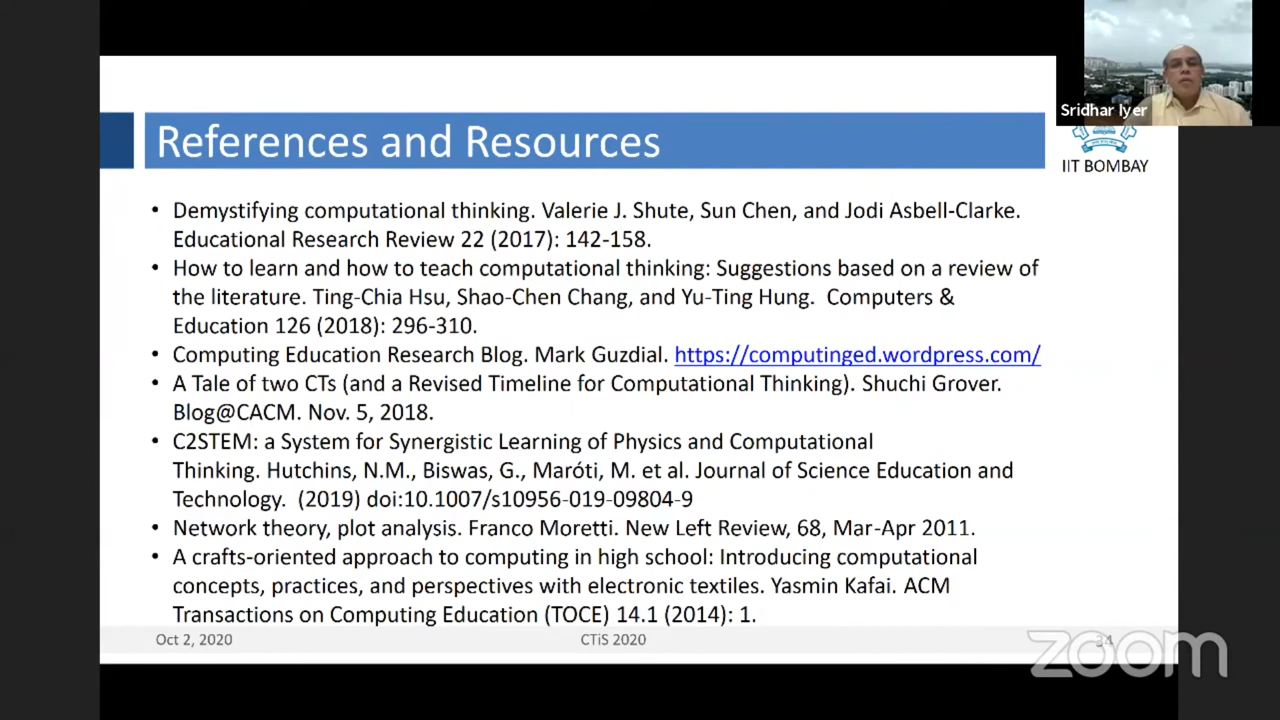 Sridhar Iyer
References and Resources
IIT BOMBAY
• Demystifying computational thinking. Valerie J. Shute, Sun Chen, and Jodi Asbell-Clarke.
Educational Research Review 22 (2017): 142-158.
• How to learn and how to teach computational thinking: Suggestions based on a review of
the literature. Ting-Chia Hsu, Shao-Chen Chang, and Yu-Ting Hung. Computers &
Education 126 (2018): 296-310.
• Computing Education Research Blog. Mark Guzdial. https://computinged.wordpress.com/
• A Tale of two CTs (and a Revised Timeline for Computational Thinking). Shuchi Grover.
Blog@CACM. Nov. 5, 2018.
• C2STEM: a System for Synergistic Learning of Physics and Computational
Thinking. Hutchins, N.M., Biswas, G., Maróti, M. et al. Journal of Science Education and
Technology. (2019) doi:10.1007/s10956-019-09804-9
• Network theory, plot analysis. Franco Moretti. New Left Review, 68, Mar-Apr 2011.
• A crafts-oriented approach to computing in high school: Introducing computational
concepts, practices, and perspectives with electronic textiles. Yasmin Kafai. ACM
Transactions on Computing Education (TOCE) 14.1 (2014): 1.
Oct 2, 2020
CTiS 2020
34
zoom